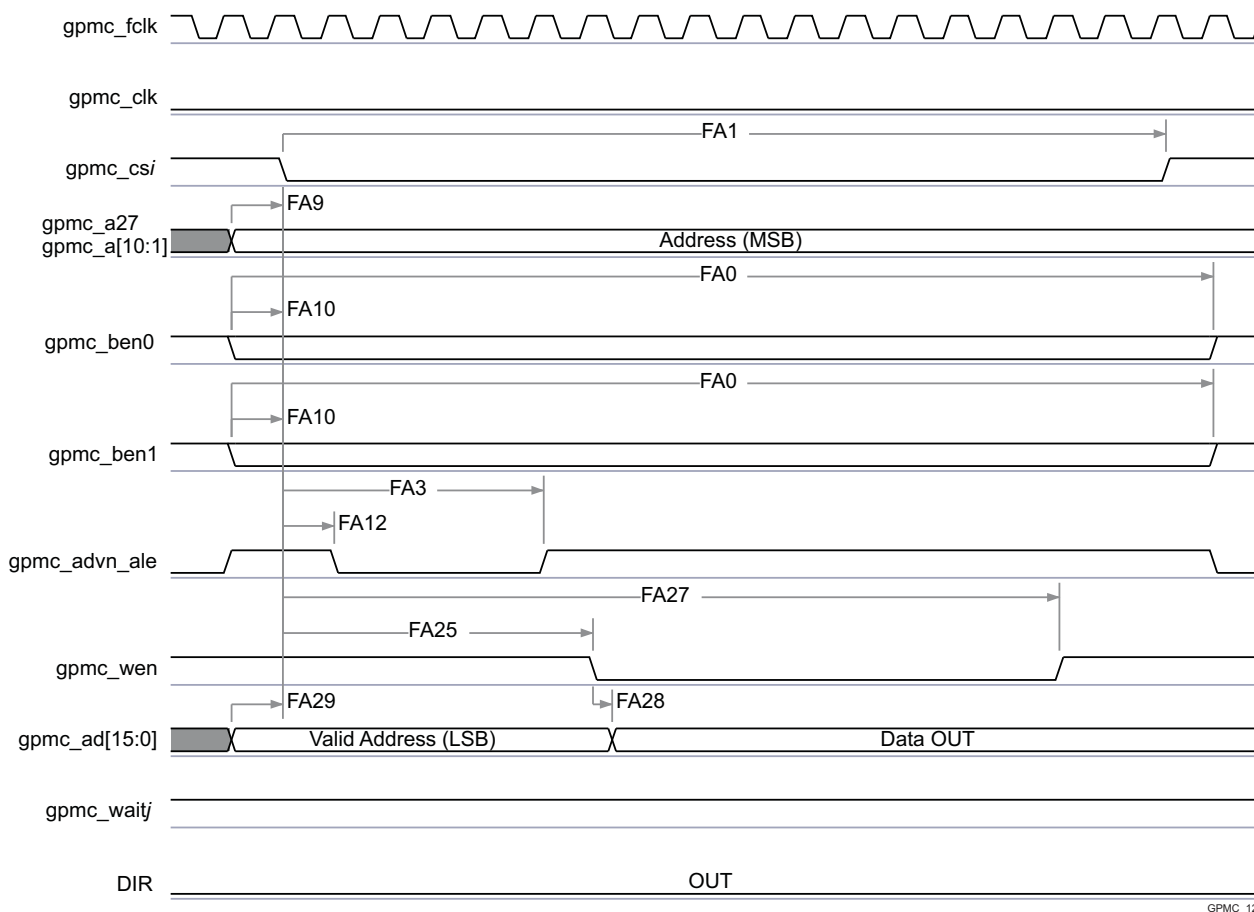 gpmc_fclk
gpmc_clk
FA1
gpmc_csi
FA9
gpmc_a27
gpmc_a[10:1]
Address (MSB)
FA0
FA10
gpmc_ben0
FA0
FA10
gpmc_ben1
FA3
FA12
gpmc_advn_ale
FA27
FA25
gpmc_wen
FA29
FA28
gpmc_ad[15:0]
Valid Address (LSB)
Data OUT
gpmc_waitj
DIR
OUT
GPMC_12